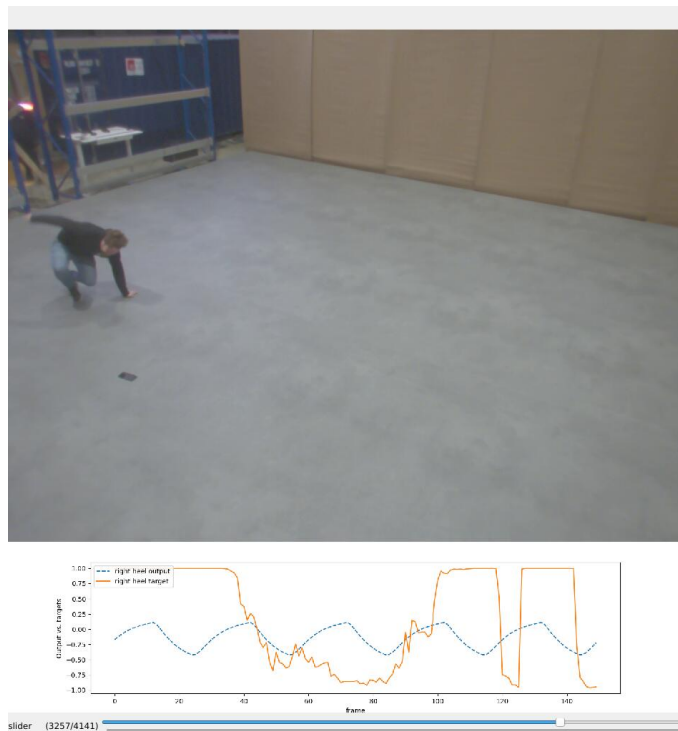 1.00
0.75
0.50
0.25
0.00
−0.25
−0.50
−0.75
−1.00
Output vs. targets
right heel output
right heel target
0 20 40 60 80 100 120 140
frame
slider (3257/4141)